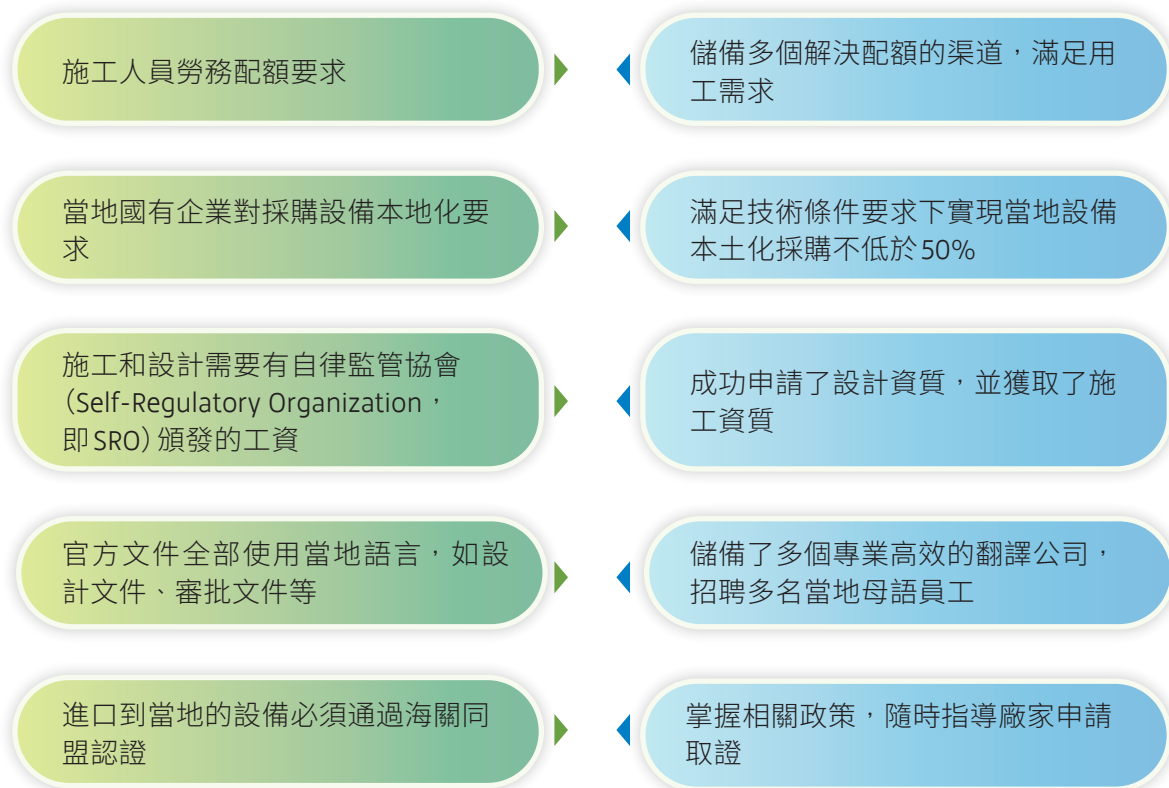 施工人員勞務配額要求
儲備多個解決配額的渠道，滿足用
工需求
當地國有企業對採購設備本地化要
求
滿足技術條件要求下實現當地設備
本土化採購不低於50%
施工和設計需要有自律監管協會
（Self-Regulatory Organization，
即SRO）頒發的工資
成功申請了設計資質，並獲取了施
工資質
官方文件全部使用當地語言，如設
計文件、審批文件等
儲備了多個專業高效的翻譯公司，
招聘多名當地母語員工
進口到當地的設備必須通過海關同
盟認證
掌握相關政策，隨時指導廠家申請
取證